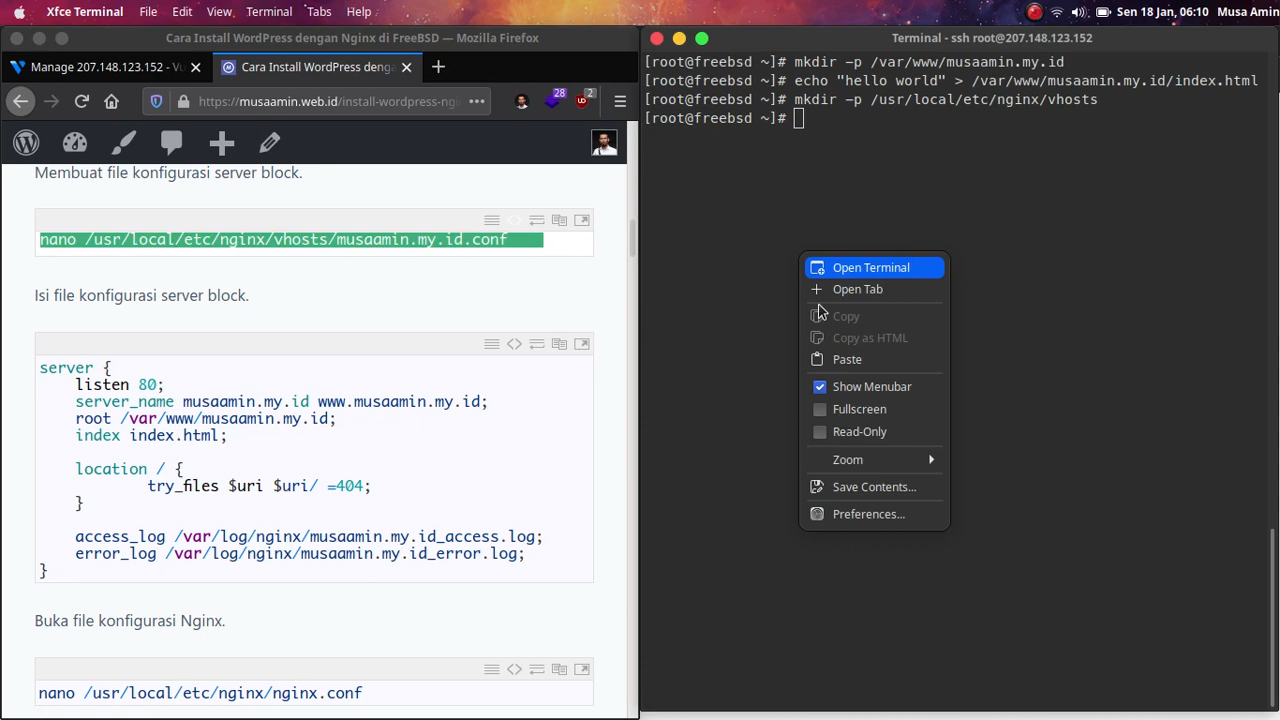 Xfce Terminal File Edit View Terminal Tabs Help
Sen 18 Jan, 06:10 Musa Amin
Cara Install WordPress dengan Nginx di FreeBSD — Mozilla Firefox
Manage 207.148.123.152 - Vu
Cara Install WordPress denga
https://musaamin.web.id/install-wordpress-ng
28
2
Membuat file konfigurasi server block.
nano /usr/local/etc/nginx/vhosts/musaamin.my.id.conf
Isi file konfigurasi server block.
server {
listen 80;
server_name musaamin.my.id www.musaamin.my.id;
root /var/www/musaamin.my.id;
index index.html;
location / {
try_files $uri $uri/ =404;
}
access_log /var/log/nginx/musaamin.my.id_access.log;
error_log /var/log/nginx/musaamin.my.id_error.log;
}
Buka file konfigurasi Nginx.
nano /usr/local/etc/nginx/nginx.conf
Terminal - ssh root@207.148.123.152
[root@freebsd ~]# mkdir -p /var/www/musaamin.my.id
[root@freebsd ~]# echo "hello world" > /var/www/musaamin.my.id/index.html
[root@freebsd ~]# mkdir -p /usr/local/etc/nginx/vhosts
[root@freebsd ~]#
Open Terminal
Open Tab
Copy
Copy as HTML
Paste
Show Menubar
Fullscreen
Read-Only
Zoom
Save Contents...
Preferences...